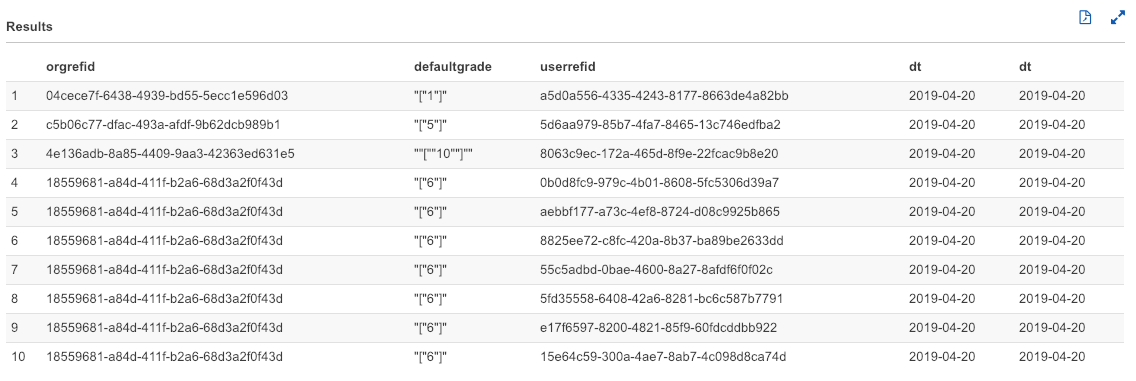 Results
orgrefid defaultgrade userrefid dt dt
1 04cece7f-6438-4939-bd55-5ecc1e596d03 "["1"]" a5d0a556-4335-4243-8177-8663de4a82bb 2019-04-20 2019-04-20
2 c5b06c77-dfac-493a-afdf-9b62dcb989b1 "["5"]" 5d6aa979-85b7-4fa7-8465-13c746edfba2 2019-04-20 2019-04-20
3 4e136adb-8a85-4409-9aa3-42363ed631e5 ""[""10""]"" 8063c9ec-172a-465d-8f9e-22fcac9b8e20 2019-04-20 2019-04-20
4 18559681-a84d-411f-b2a6-68d3a2f0f43d "["6"]" 0b0d8fc9-979c-4b01-8608-5fc5306d39a7 2019-04-20 2019-04-20
5 18559681-a84d-411f-b2a6-68d3a2f0f43d "["6"]" aebbf177-a73c-4ef8-8724-d08c9925b865 2019-04-20 2019-04-20
6 18559681-a84d-411f-b2a6-68d3a2f0f43d "["6"]" 8825ee72-c8fc-420a-8b37-ba89be2633dd 2019-04-20 2019-04-20
7 18559681-a84d-411f-b2a6-68d3a2f0f43d "["6"]" 55c5adbd-0bae-4600-8a27-8afdf6f0f02c 2019-04-20 2019-04-20
8 18559681-a84d-411f-b2a6-68d3a2f0f43d "["6"]" 5fd35558-6408-42a6-8281-bc6c587b7791 2019-04-20 2019-04-20
9 18559681-a84d-411f-b2a6-68d3a2f0f43d "["6"]" e17f6597-8200-4821-85f9-60fdcddbb922 2019-04-20 2019-04-20
10 18559681-a84d-411f-b2a6-68d3a2f0f43d "["6"]" 15e64c59-300a-4ae7-8ab7-4c098d8ca74d 2019-04-20 2019-04-20